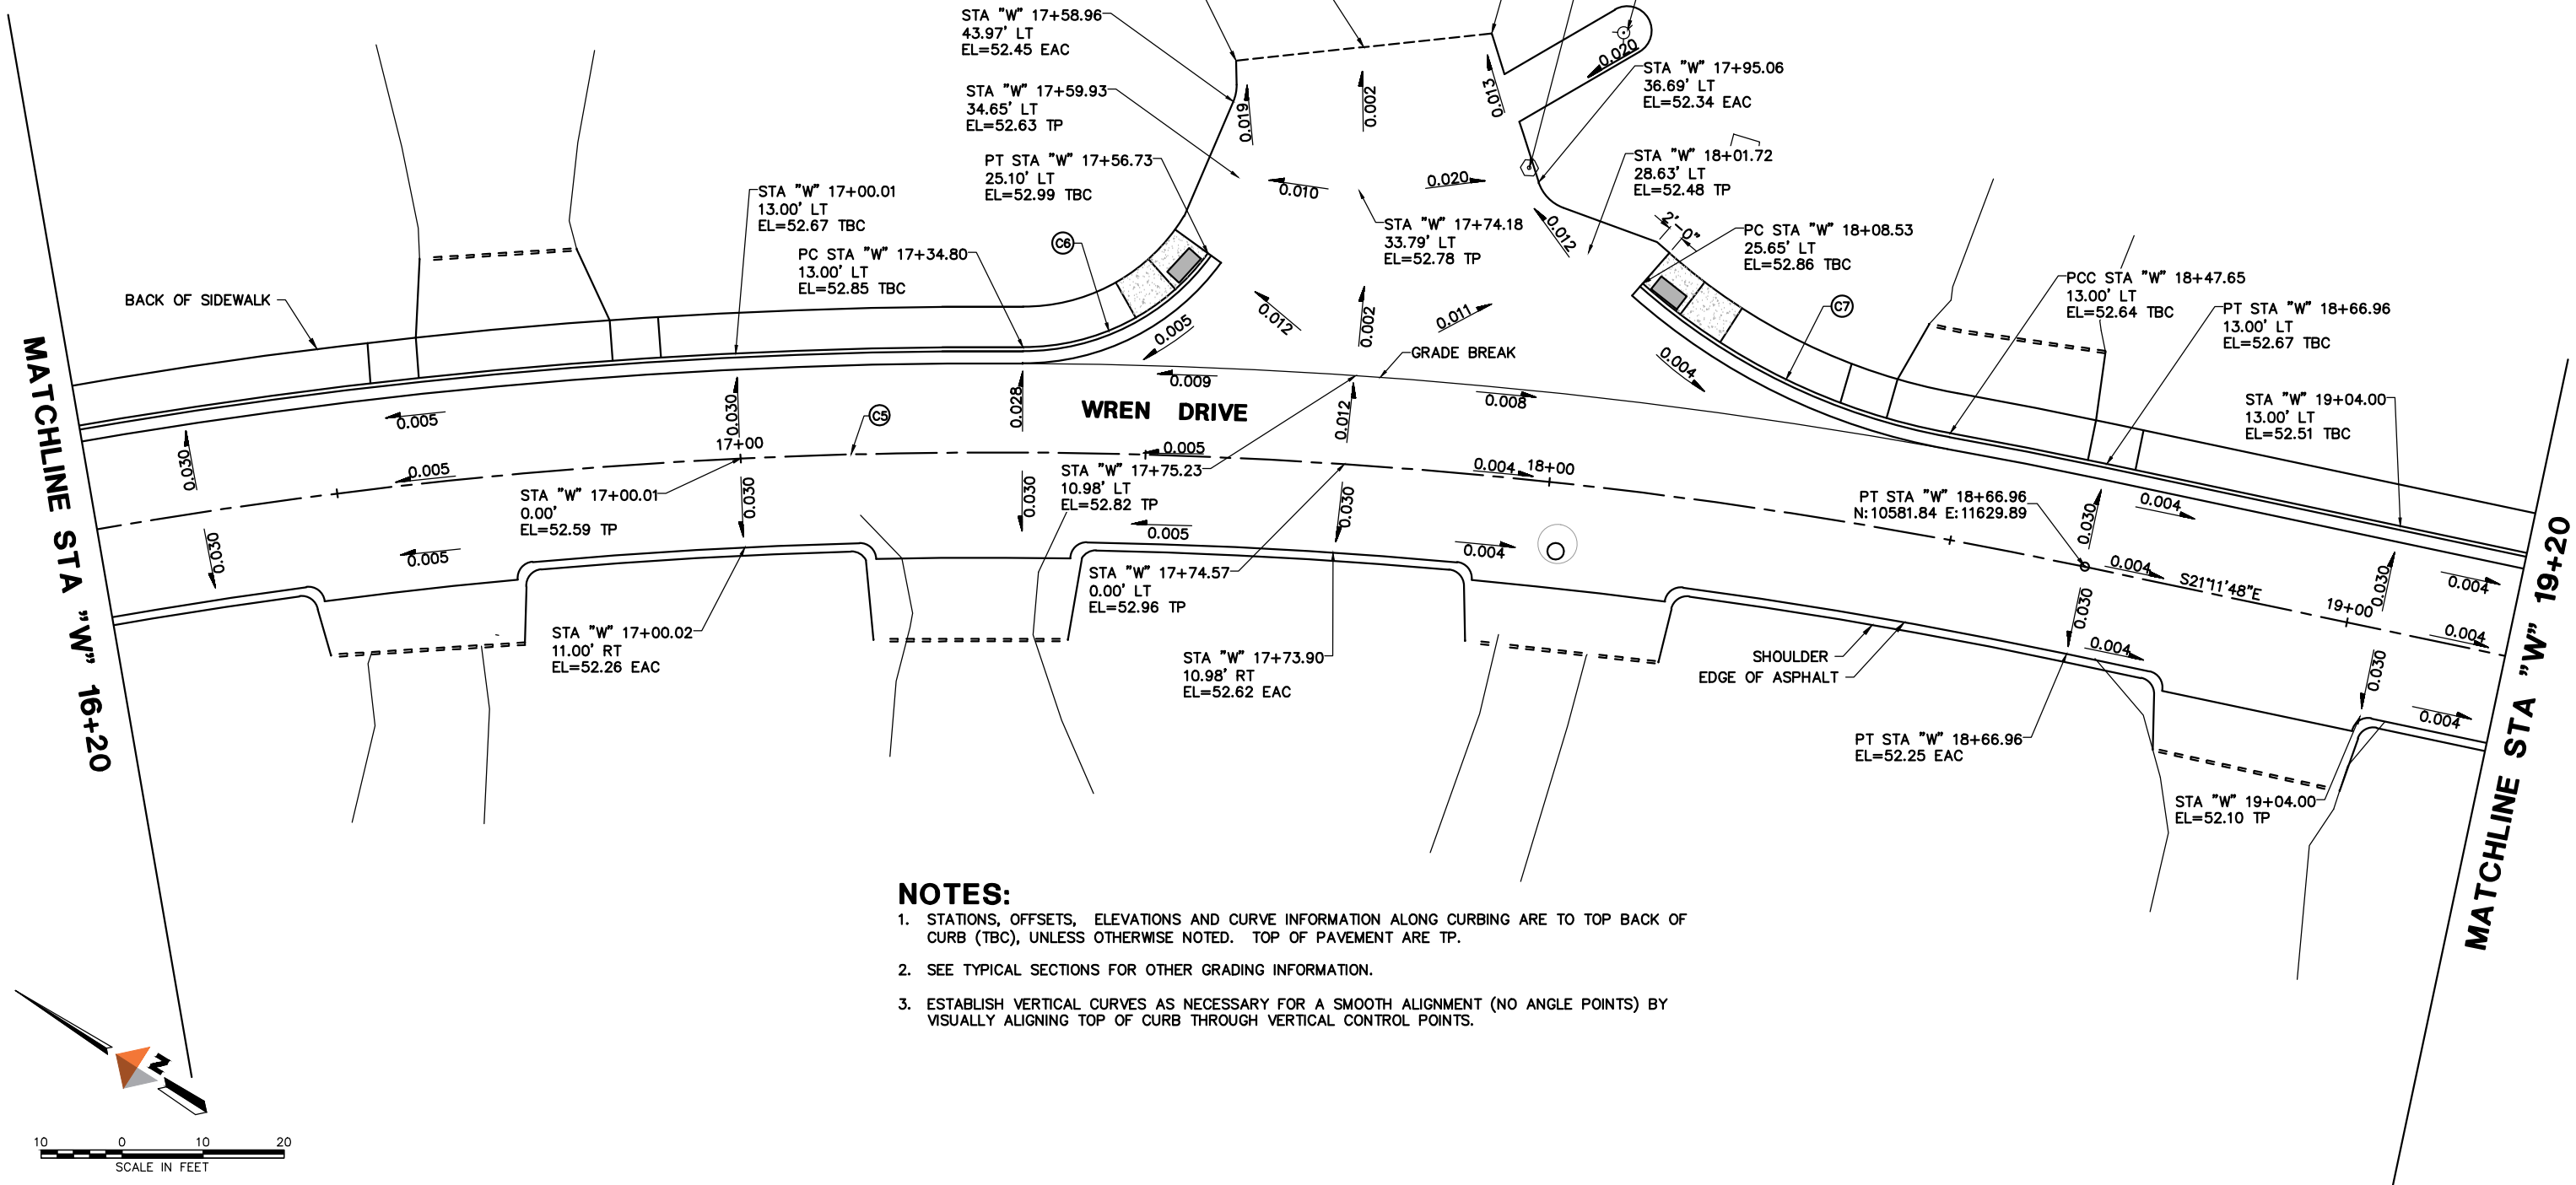 STA "W" 17+58.96
43.97' LT
EL=52.45 EAC
STA "W" 17+59.93
34.65' LT
EL=52.63 TP
PT STA "W" 17+56.73
25.10' LT
EL=52.99 TBC
STA "W" 17+00.01
13.00' LT
EL=52.67 TBC
PC STA "W" 17+34.80
13.00' LT
EL=52.85 TBC
C6
BACK OF SIDEWALK
0.019
0.002
0.013
0.020
STA "W" 17+95.06
36.69' LT
EL=52.34 EAC
STA "W" 18+01.72
28.63' LT
EL=52.48 TP
0.010
0.020
STA "W" 17+74.18
33.79' LT
EL=52.78 TP
0.012
2'-0"
PC STA "W" 18+08.53
25.65' LT
EL=52.86 TBC
PCC STA "W" 18+47.65
13.00' LT
EL=52.64 TBC
PT STA "W" 18+66.96
13.00' LT
EL=52.67 TBC
C7
STA "W" 19+04.00
13.00' LT
EL=52.51 TBC
0.005
0.012
0.002
0.011
GRADE BREAK
0.004
MATCHLINE STA "W" 16+20
0.005
0.030
0.028
0.009
WREN DRIVE
0.012
0.008
C5
17+00
0.030
0.005
0.005
0.004
18+00
STA "W" 17+00.01
0.00'
EL=52.59 TP
0.030
0.030
STA "W" 17+75.23
10.98' LT
EL=52.82 TP
0.030
PT STA "W" 18+66.96
N:10581.84 E:11629.89
0.030
0.004
0.030
0.005
0.005
0.004
STA "W" 17+74.57
0.00' LT
EL=52.96 TP
0.004
S21°11'48"E
0.030
19+00
0.030
0.004
0.004
STA "W" 17+00.02
11.00' RT
EL=52.26 EAC
STA "W" 17+73.90
10.98' RT
EL=52.62 EAC
SHOULDER
EDGE OF ASPHALT
0.004
0.030
0.004
PT STA "W" 18+66.96
EL=52.25 EAC
STA "W" 19+04.00
EL=52.10 TP
MATCHLINE STA "W" 19+20
NOTES:
1. STATIONS, OFFSETS, ELEVATIONS AND CURVE INFORMATION ALONG CURBING ARE TO TOP BACK OF
CURB (TBC), UNLESS OTHERWISE NOTED. TOP OF PAVEMENT ARE TP.
2. SEE TYPICAL SECTIONS FOR OTHER GRADING INFORMATION.
3. ESTABLISH VERTICAL CURVES AS NECESSARY FOR A SMOOTH ALIGNMENT (NO ANGLE POINTS) BY
VISUALLY ALIGNING TOP OF CURB THROUGH VERTICAL CONTROL POINTS.
N
10 0 10 20
SCALE IN FEET